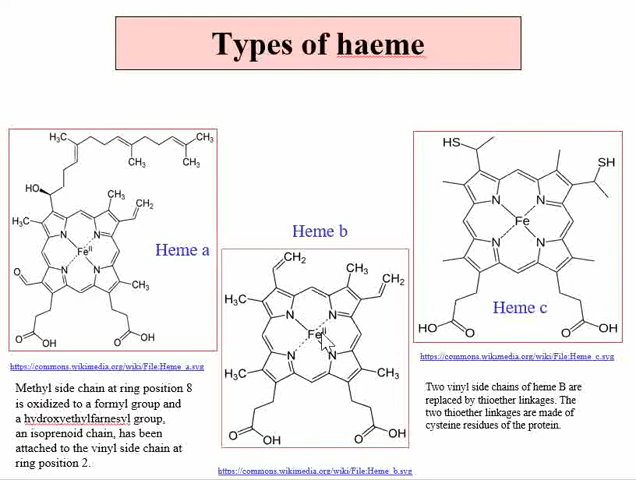 Types of haeme
H₃C
CH₃
CH₃
CH₃
HO
CH₃
CH₂
H₃C
N
N
Feᴵᴵ
N
N
O
CH₃
O
OH
O
OH
Heme a
https://commons.wikimedia.org/wiki/File:Heme_a.svg
Methyl side chain at ring position 8
is oxidized to a formyl group and
a hydroxyethylfarnesyl group,
an isoprenoid chain, has been
attached to the vinyl side chain at
ring position 2.
Heme b
CH₂
CH₃
CH₂
H₃C
N
N
Feᴵᴵ
N
N
H₃C
CH₃
O
OH
O
OH
https://commons.wikimedia.org/wiki/File:Heme_b.svg
HS
SH
N
N
Fe
N
N
Heme c
HO
O
O
OH
https://commons.wikimedia.org/wiki/File:Heme_c.svg
Two vinyl side chains of heme B are
replaced by thioether linkages. The
two thioether linkages are made of
cysteine residues of the protein.